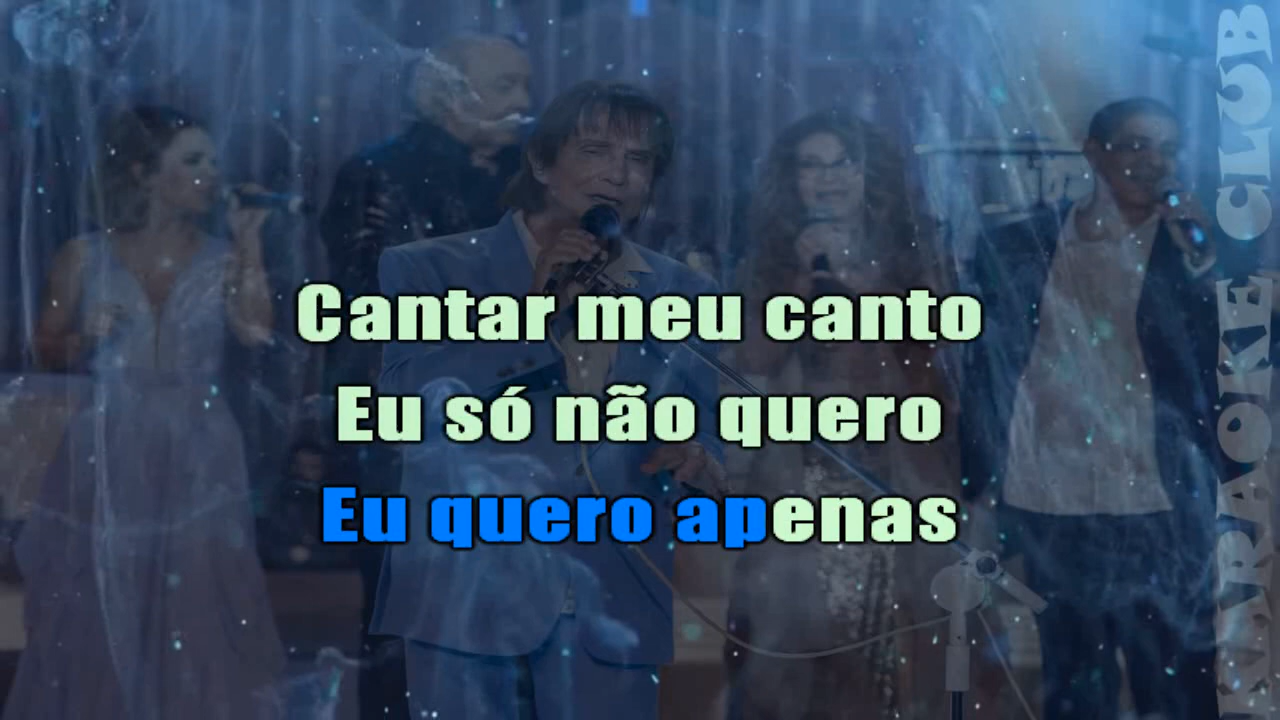 Cantar meu canto
Eu só não quero
Eu quero apenas
KARAOKE CLUB